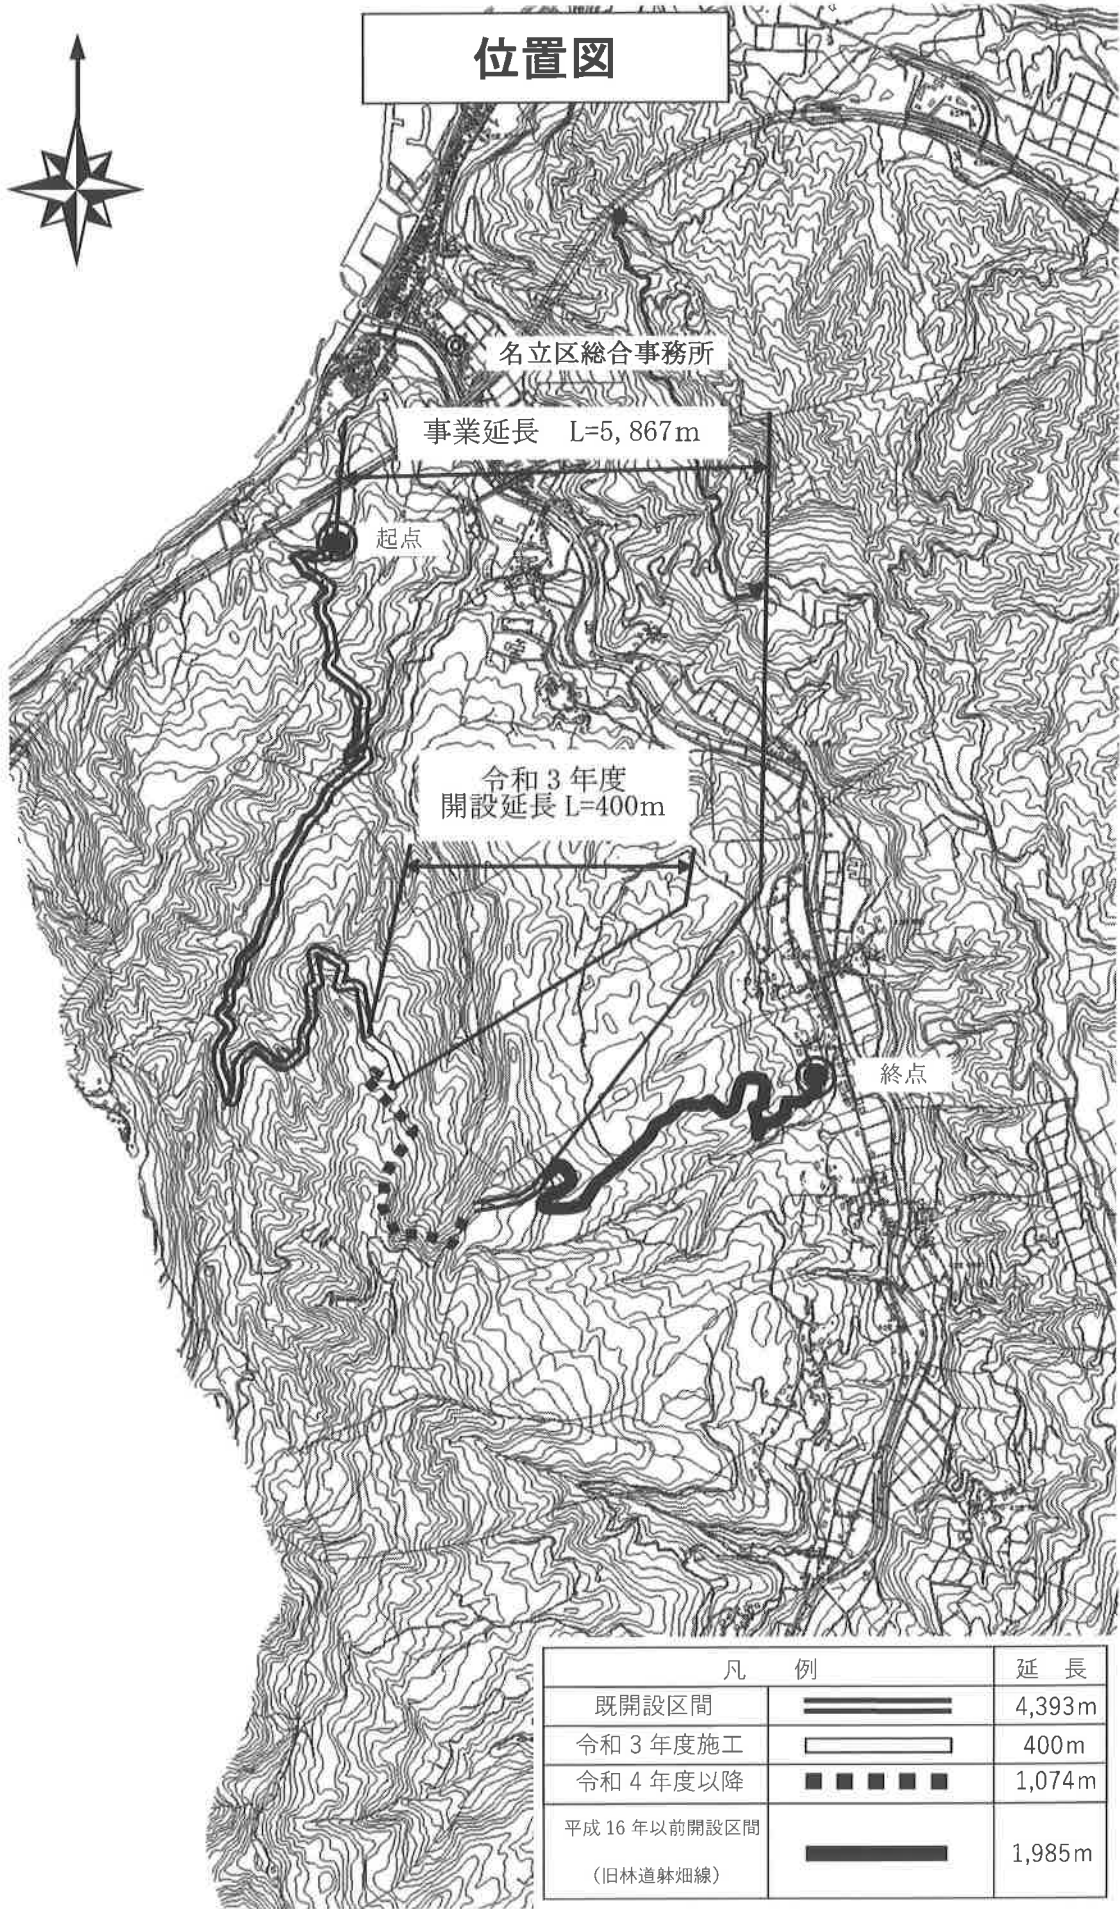 位置図
名立区総合事務所
事業延長 L=5,867m
起点
令和3年度
開設延長 L=400m
終点
凡 例 延 長
既開設区間 4,393m
令和3年度施工 400m
令和4年度以降 1,074m
平成16年以前開設区間
(旧林道躰畑線) 1,985m